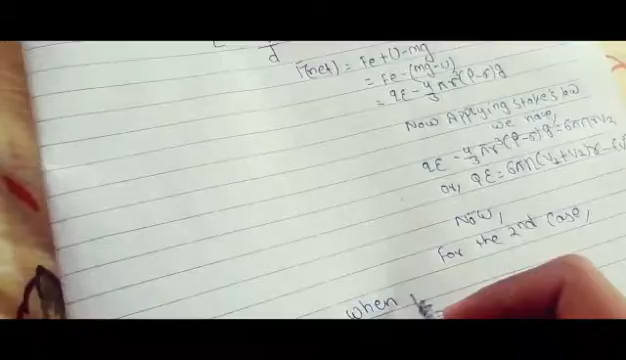 d
F(net) = Fe + U - mg
= Fe - (mg - U)
= qE - 4/3 πr³(ρ-σ)g
Now Applying stoke's
we have,
qE - 4/3 πr³(ρ-σ)g = 6πηrv₂
or, qE = 6πη(v₁+v₂)r
Now,
for the 2nd case,
when